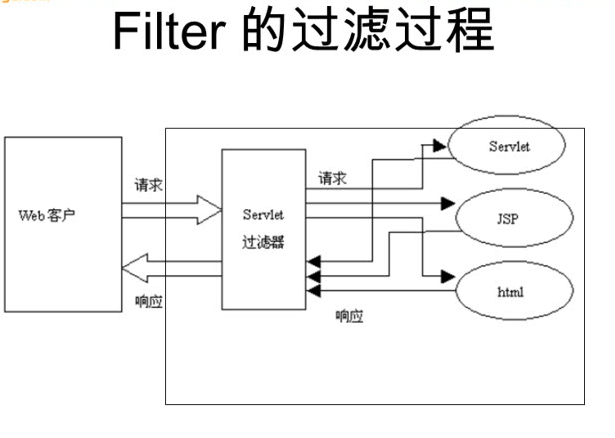 Filter 的过滤过程
Web 客户
请求
响应
Servlet
过滤器
请求
响应
Servlet
JSP
html